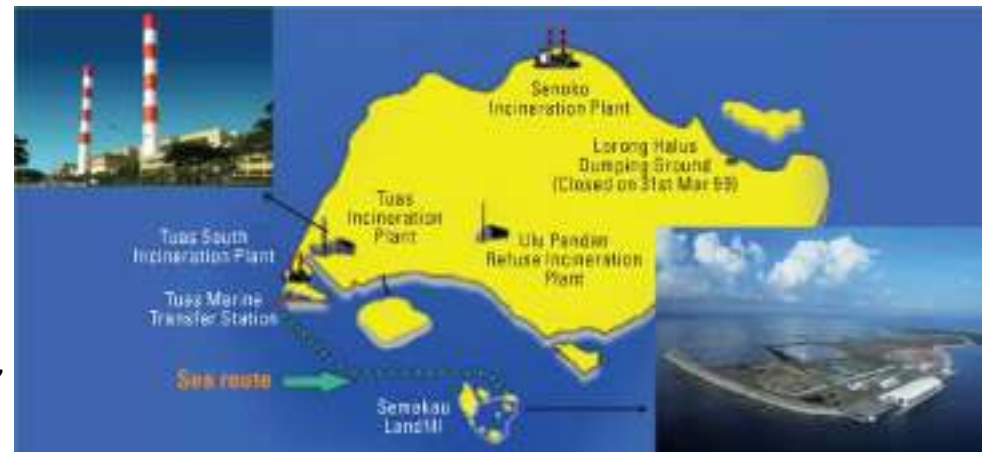 Senoko
Incineration Plant
Lorong Halus
Dumping Ground
(Closed on 31st Mar 99)
Tuas
Incineration
Plant
Ulu Pandan
Refuse Incineration
Plant
Tuas South
Incineration Plant
Tuas Marine
Transfer Station
Sea route
Semakau
Landfill